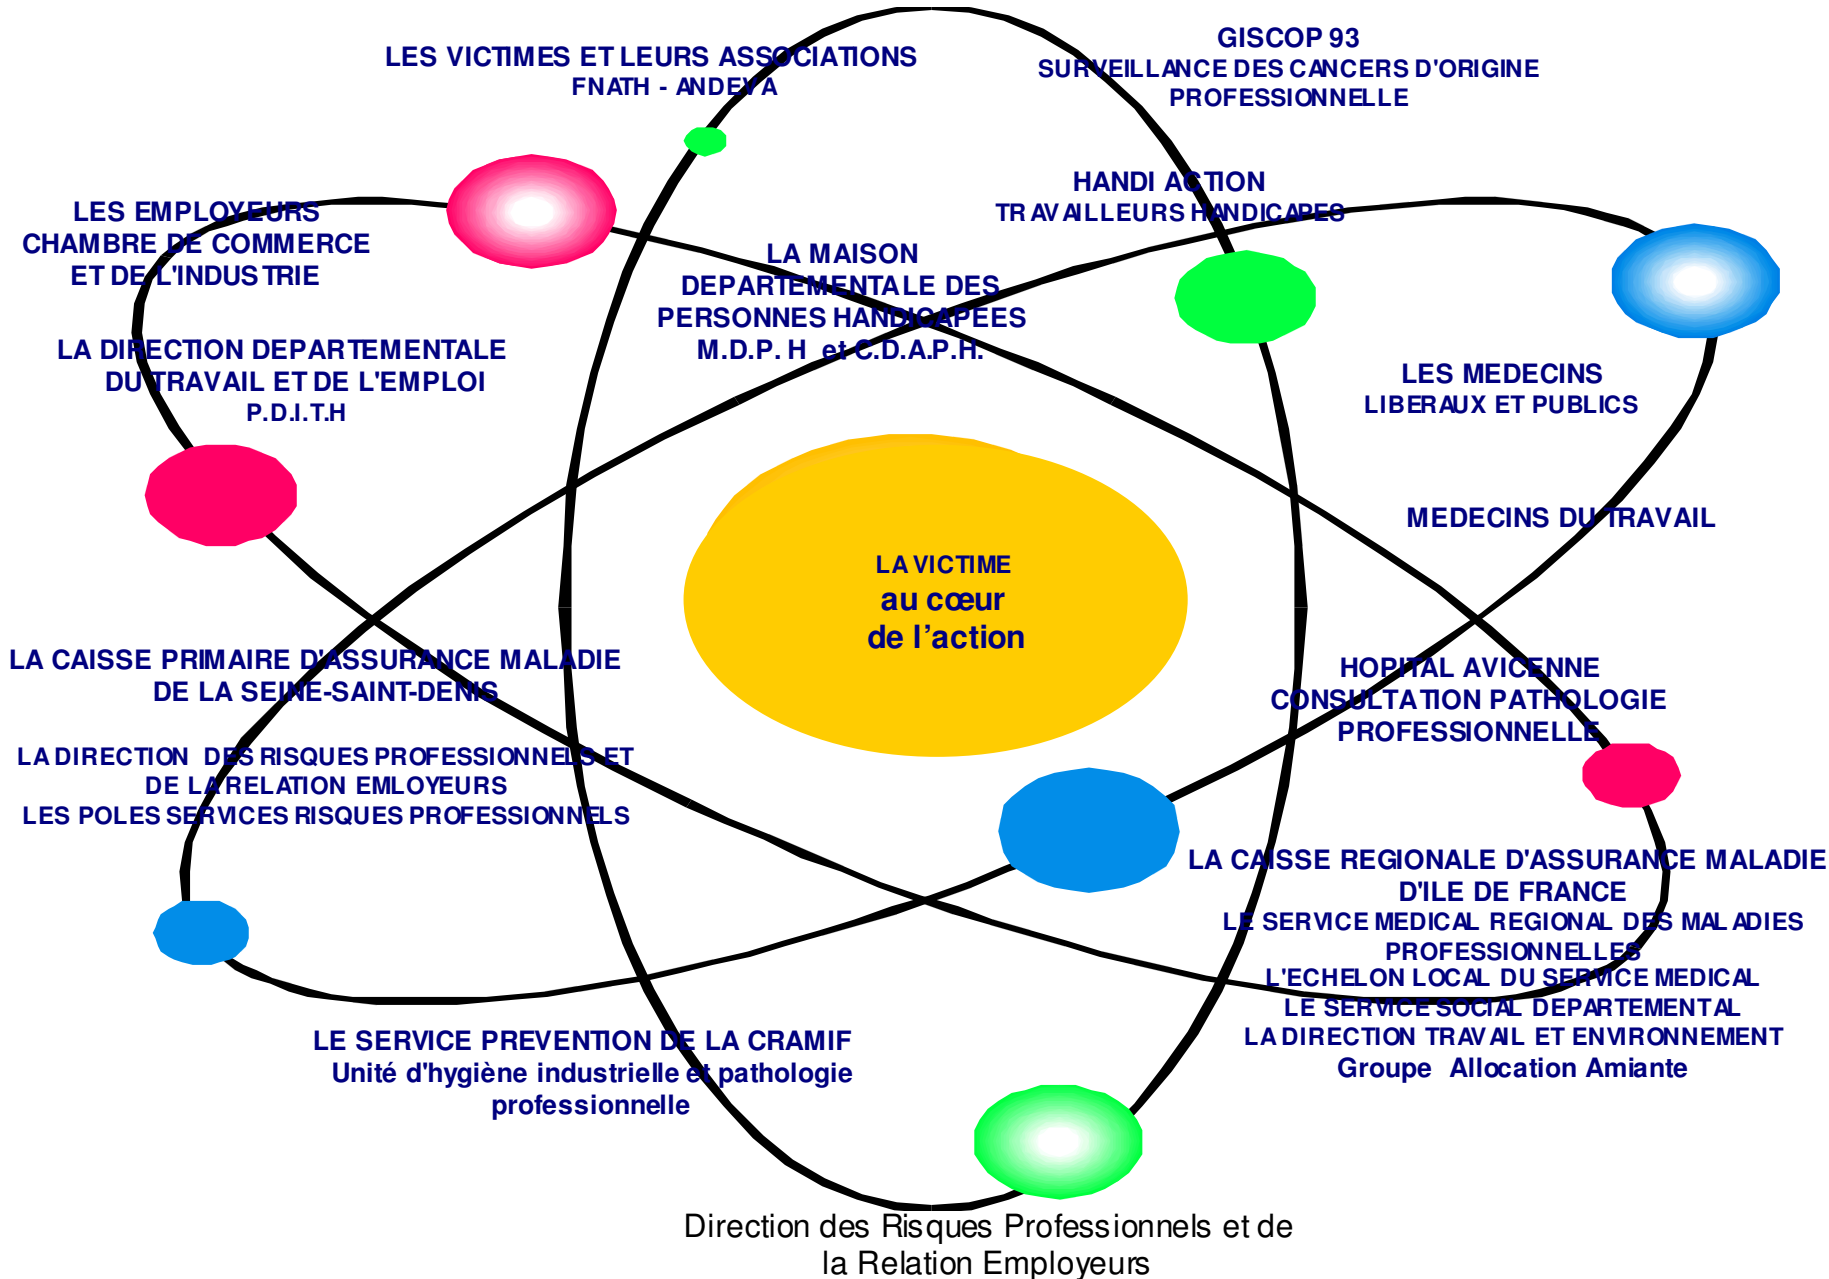 LES VICTIMES ET LEURS ASSOCIATIONS
FNATH - ANDEVA
GISCOP 93
SURVEILLANCE DES CANCERS D'ORIGINE
PROFESSIONNELLE
HANDI ACTION
TRAVAILLEURS HANDICAPES
LES EMPLOYEURS
CHAMBRE DE COMMERCE
ET DE L'INDUSTRIE
LA MAISON
DEPARTEMENTALE DES
PERSONNES HANDICAPEES
M.D.P. H et C.D.A.P.H.
LA DIRECTION DEPARTEMENTALE
DU TRAVAIL ET DE L'EMPLOI
P.D.I.T.H
LES MEDECINS
LIBERAUX ET PUBLICS
MEDECINS DU TRAVAIL
LA VICTIME
au cœur
de l’action
LA CAISSE PRIMAIRE D'ASSURANCE MALADIE
DE LA SEINE-SAINT-DENIS
LA DIRECTION DES RISQUES PROFESSIONNELS ET
DE LA RELATION EMLOYEURS
LES POLES SERVICES RISQUES PROFESSIONNELS
HOPITAL AVICENNE
CONSULTATION PATHOLOGIE
PROFESSIONNELLE
LA CAISSE REGIONALE D'ASSURANCE MALADIE
D'ILE DE FRANCE
LE SERVICE MEDICAL REGIONAL DES MALADIES
PROFESSIONNELLES
L'ECHELON LOCAL DU SERVICE MEDICAL
LE SERVICE SOCIAL DEPARTEMENTAL
LA DIRECTION TRAVAIL ET ENVIRONNEMENT
Groupe Allocation Amiante
LE SERVICE PREVENTION DE LA CRAMIF
Unité d'hygiène industrielle et pathologie
professionnelle
Direction des Risques Professionnels et de
la Relation Employeurs